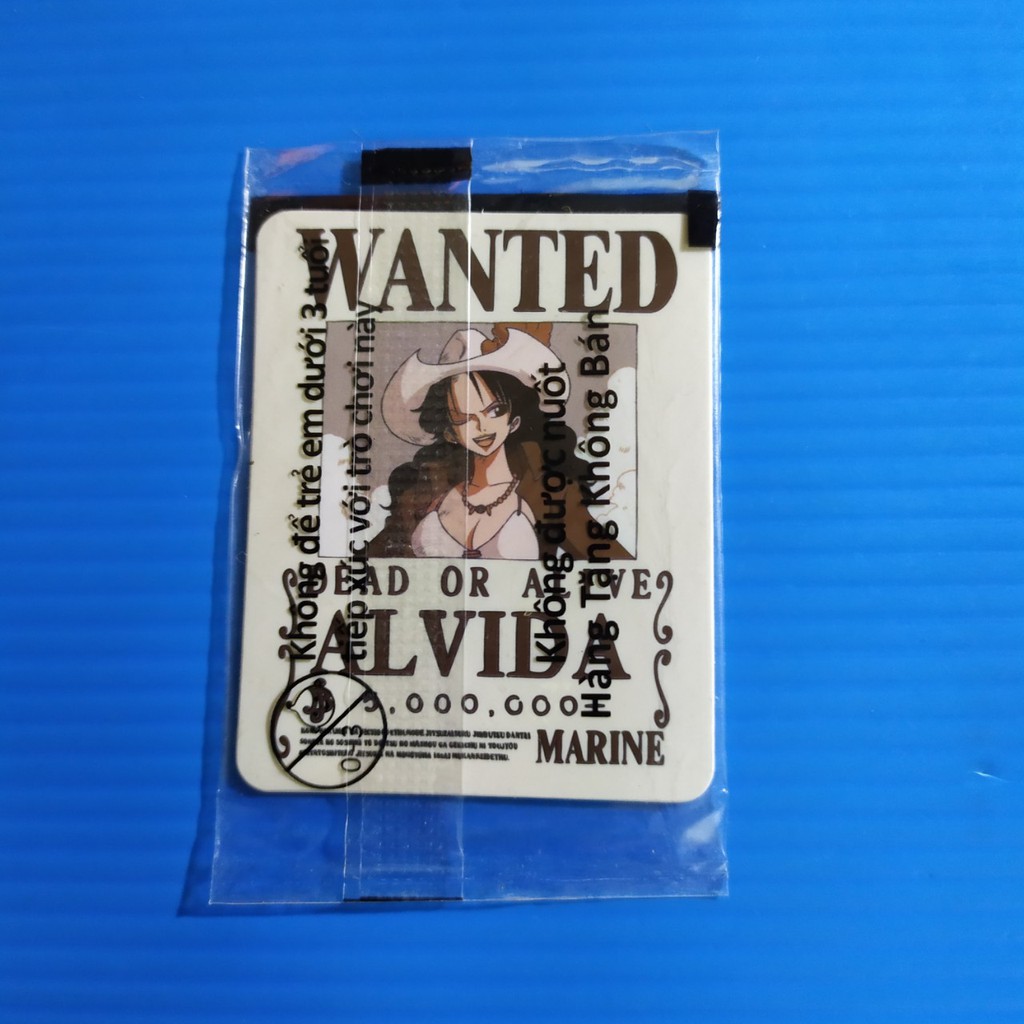 WANTED
DEAD OR ALIVE
ALVIDA
5,000,000
MARINE
Không để trẻ em dưới 3 tuổi
tiếp xúc với trò chơi này
Không được nuốt
Hàng Tặng Không Bán
0-3